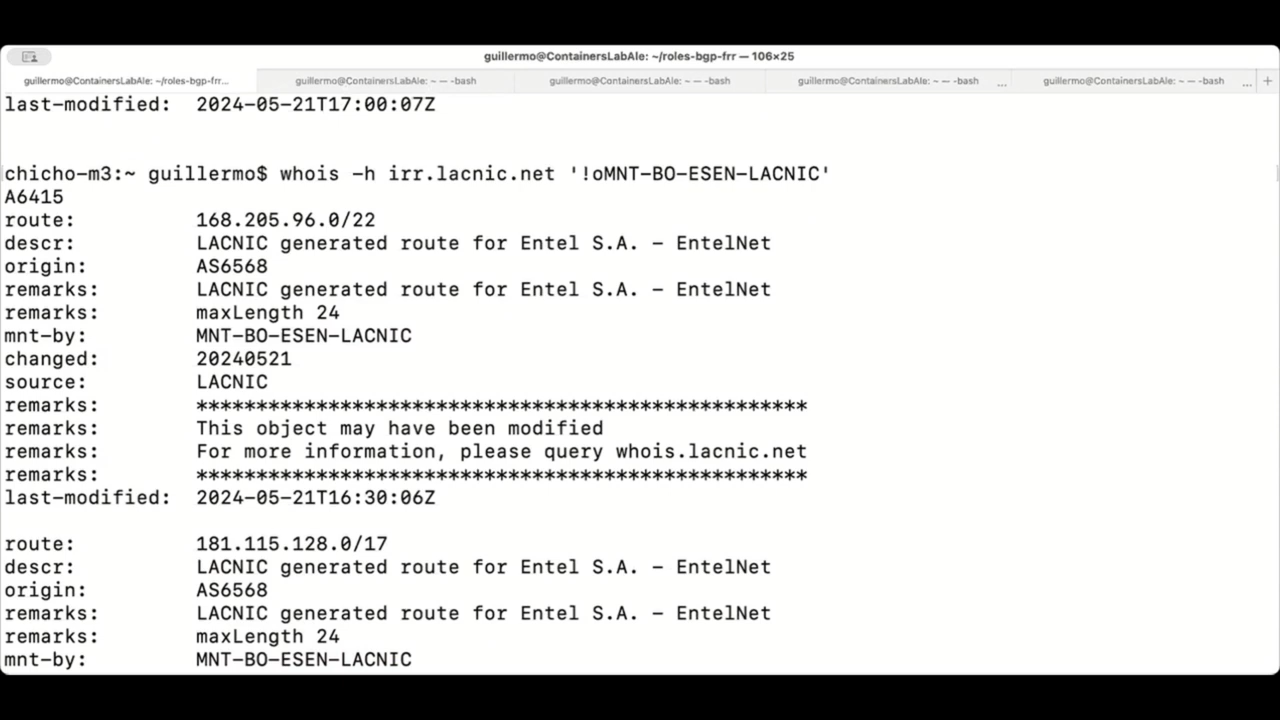 guillermo@ContainersLabAle: ~/roles-bgp-frr — 106×25
guillermo@ContainersLabAle: ~/roles-bgp-frr... guillermo@ContainersLabAle: ~ — -bash guillermo@ContainersLabAle: ~ — -bash guillermo@ContainersLabAle: ~ — -bash ... guillermo@ContainersLabAle: ~ — -bash ... +
last-modified: 2024-05-21T17:00:07Z
chicho-m3:~ guillermo$ whois -h irr.lacnic.net '!oMNT-BO-ESEN-LACNIC'
A6415
route: 168.205.96.0/22
descr: LACNIC generated route for Entel S.A. - EntelNet
origin: AS6568
remarks: LACNIC generated route for Entel S.A. - EntelNet
remarks: maxLength 24
mnt-by: MNT-BO-ESEN-LACNIC
changed: 20240521
source: LACNIC
remarks: ***************************************************
remarks: This object may have been modified
remarks: For more information, please query whois.lacnic.net
remarks: ***************************************************
last-modified: 2024-05-21T16:30:06Z
route: 181.115.128.0/17
descr: LACNIC generated route for Entel S.A. - EntelNet
origin: AS6568
remarks: LACNIC generated route for Entel S.A. - EntelNet
remarks: maxLength 24
mnt-by: MNT-BO-ESEN-LACNIC